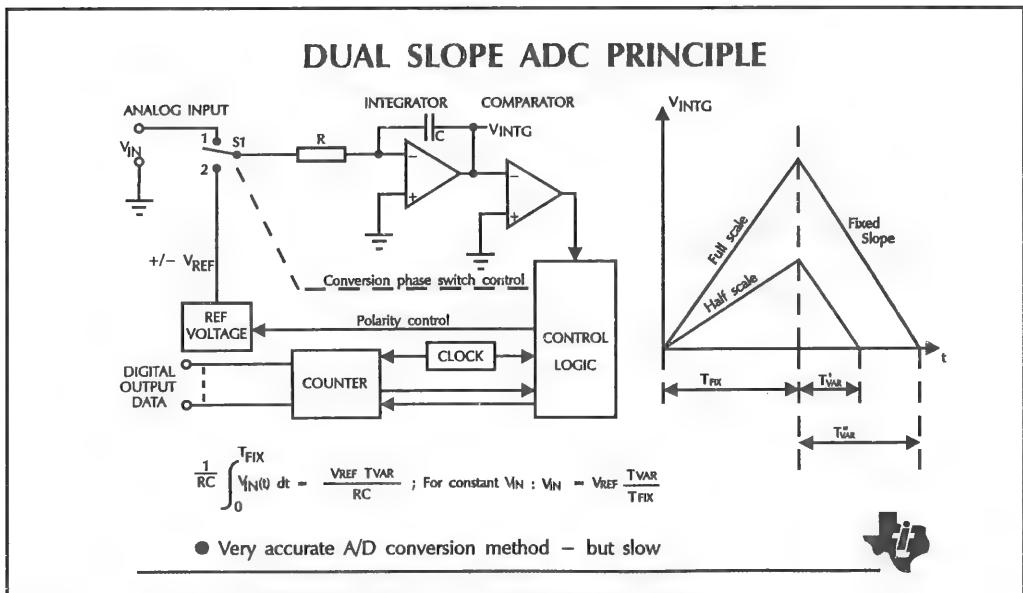 DUAL SLOPE ADC PRINCIPLE
ANALOG INPUT
VIN
1
S1
2
R
INTEGRATOR
C
COMPARATOR
VINTG
−
+
−
+
+/− VREF
Conversion phase switch control
REF
VOLTAGE
Polarity control
CONTROL
LOGIC
CLOCK
COUNTER
DIGITAL
OUTPUT
DATA
VINTG
Full scale
Half scale
Fixed
Slope
t
TFIX
T'VAR
T"VAR
1/RC ∫0^TFIX VIN(t) dt = VREF TVAR/RC ; For constant VIN : VIN = VREF TVAR/TFIX
● Very accurate A/D conversion method – but slow